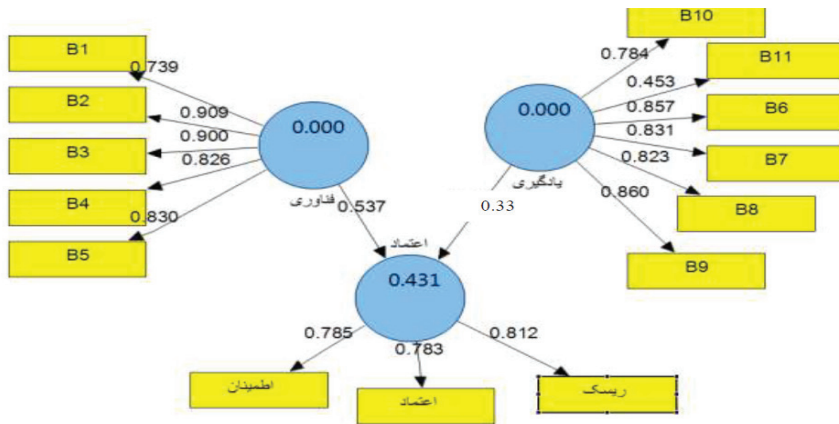 B1
0.739
B2
0.909
B3
0.900
B4
0.826
B5
0.830
0.000
فناوری
0.537
B10
0.784
B11
0.453
B6
0.857
B7
0.831
B8
0.823
B9
0.860
0.000
یادگیری
0.33
اعتماد
0.431
0.785
0.783
0.812
اطمینان
اعتماد
ریسک